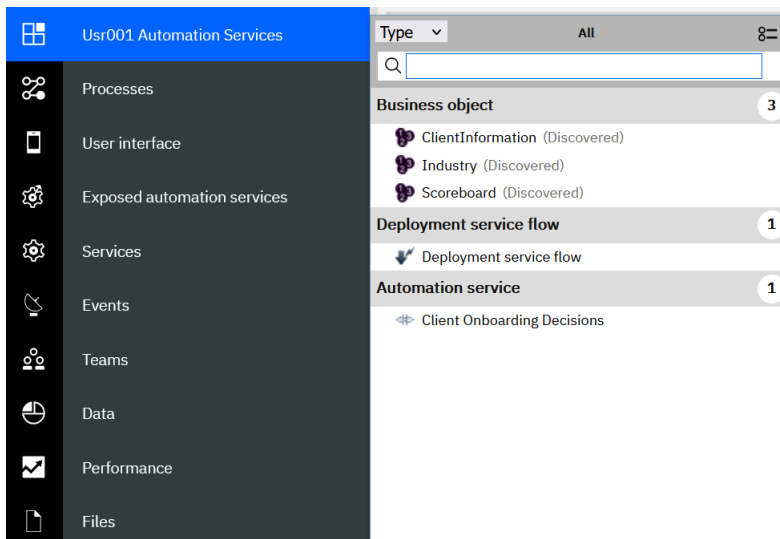 Usr001 Automation Services
Processes
User interface
Exposed automation services
Services
Events
Teams
Data
Performance
Files
Type All
Business object 3
ClientInformation (Discovered)
Industry (Discovered)
Scoreboard (Discovered)
Deployment service flow 1
Deployment service flow
Automation service 1
Client Onboarding Decisions